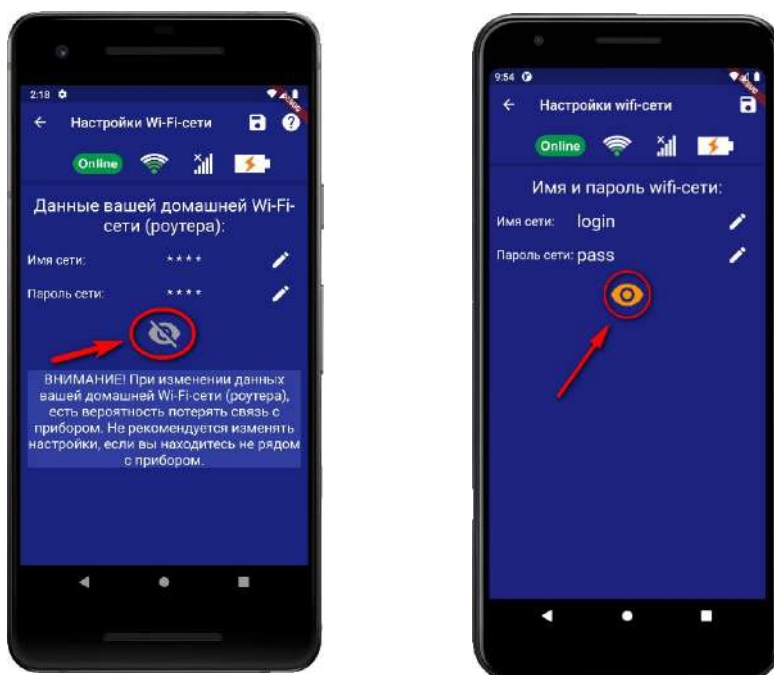 2:18
Настройки Wi-Fi-сети
Online
Данные вашей домашней Wi-Fi-
сети (роутера):
Имя сети: ****
Пароль сети: ****
ВНИМАНИЕ! При изменении данных
вашей домашней Wi-Fi-сети (роутера),
есть вероятность потерять связь с
прибором. Не рекомендуется изменять
настройки, если вы находитесь не рядом
с прибором.
9:54
Настройки wifi-сети
Online
Имя и пароль wifi-сети:
Имя сети: login
Пароль сети: pass